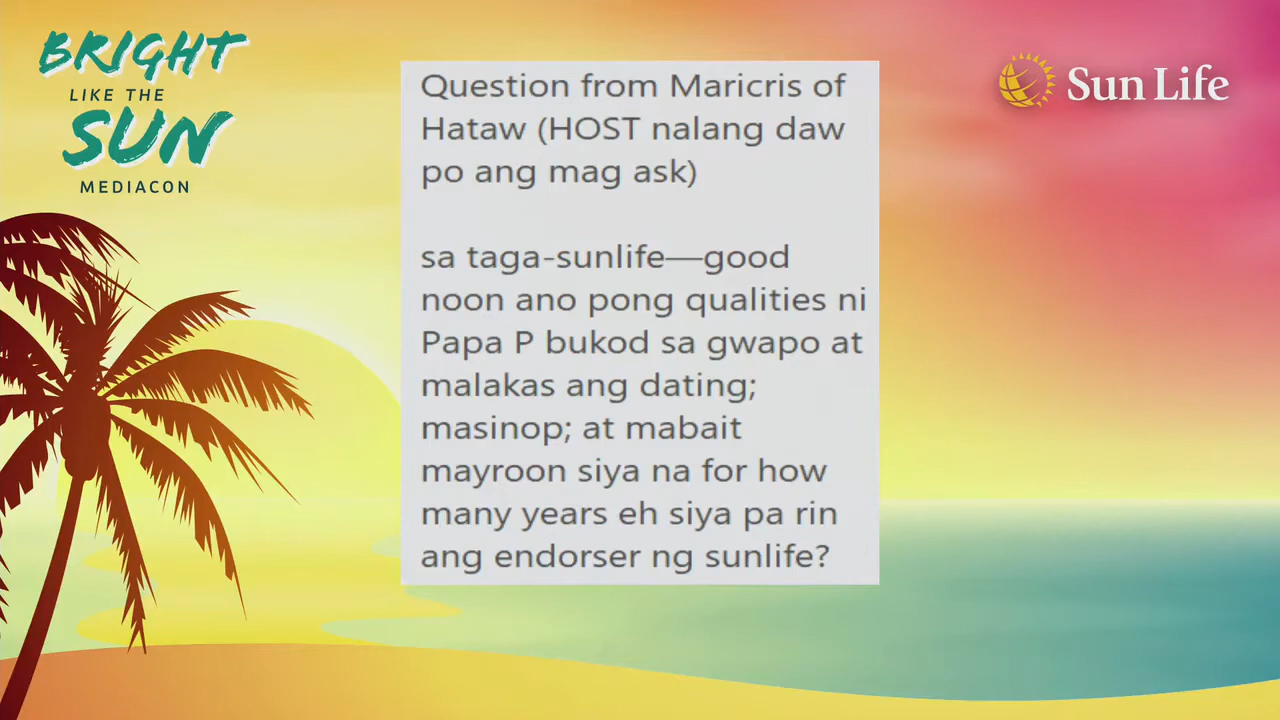 BRIGHT
LIKE THE
SUN
MEDIACON
Sun Life
Question from Maricris of
Hataw (HOST nalang daw
po ang mag ask)
sa taga-sunlife—good
noon ano pong qualities ni
Papa P bukod sa gwapo at
malakas ang dating;
masinop; at mabait
mayroon siya na for how
many years eh siya pa rin
ang endorser ng sunlife?